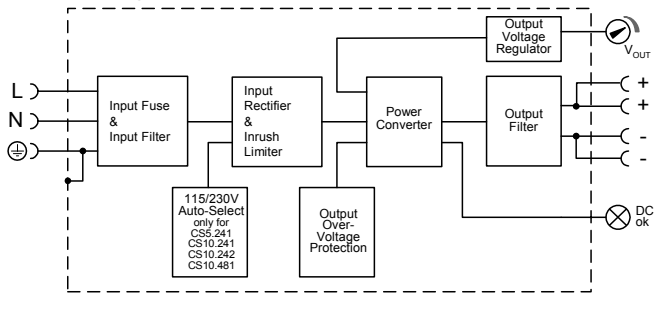 Output
Voltage
Regulator
VOUT
L
N
Input Fuse
&
Input Filter
Input
Rectifier
&
Inrush
Limiter
Power
Converter
Output
Filter
+
+
-
-
115/230V
Auto-Select
only for
CS5.241
CS10.241
CS10.242
CS10.481
Output
Over-
Voltage
Protection
DC
ok